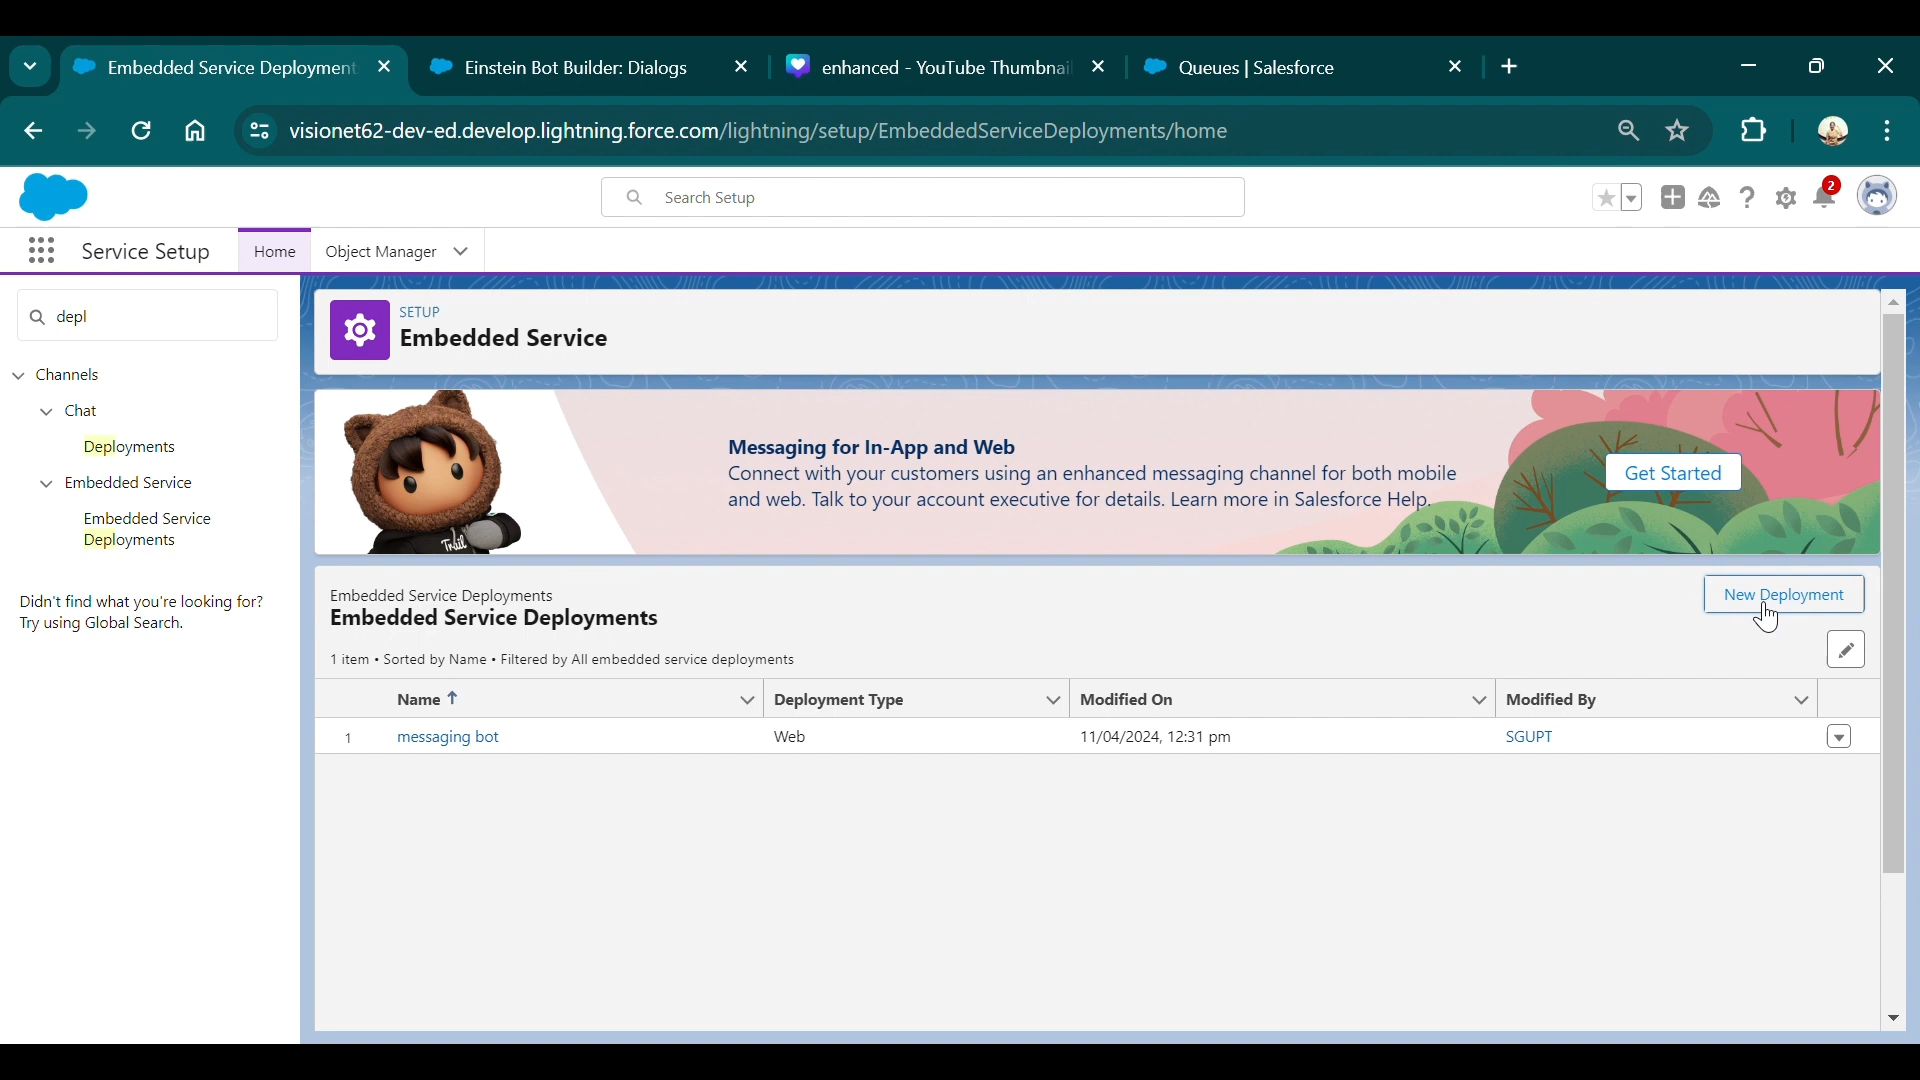 Embedded Service Deployment
Einstein Bot Builder: Dialogs
enhanced - YouTube Thumbnail
Queues | Salesforce
visionet62-dev-ed.develop.lightning.force.com/lightning/setup/EmbeddedServiceDeployments/home
Search Setup
2
Service Setup
Home
Object Manager
depl
Channels
Chat
Deployments
Embedded Service
Embedded Service
Deployments
Didn't find what you're looking for?
Try using Global Search.
SETUP
Embedded Service
Trail
Messaging for In-App and Web
Connect with your customers using an enhanced messaging channel for both mobile
and web. Talk to your account executive for details. Learn more in Salesforce Help.
Get Started
Embedded Service Deployments
Embedded Service Deployments
New Deployment
1 item • Sorted by Name • Filtered by All embedded service deployments
Name Deployment Type Modified On Modified By
1 messaging bot Web 11/04/2024, 12:31 pm SGUPT